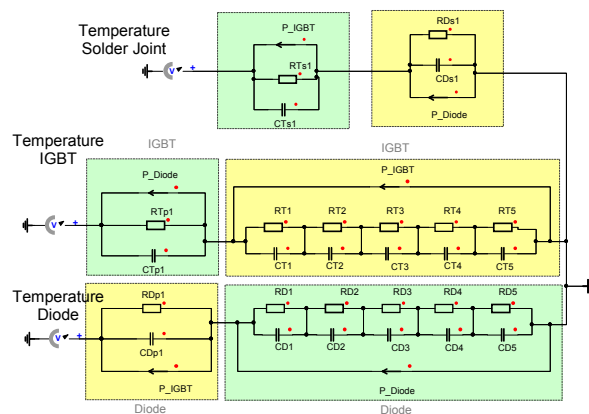 Temperature
Solder Joint
V
+
P_IGBT
RTs1
CTs1
RDs1
CDs1
P_Diode
Temperature
IGBT
V
+
IGBT
P_Diode
RTp1
CTp1
IGBT
P_IGBT
RT1 RT2 RT3 RT4 RT5
CT1 CT2 CT3 CT4 CT5
Temperature
Diode
V
+
RDp1
CDp1
P_IGBT
Diode
RD1 RD2 RD3 RD4 RD5
CD1 CD2 CD3 CD4 CD5
P_Diode
Diode